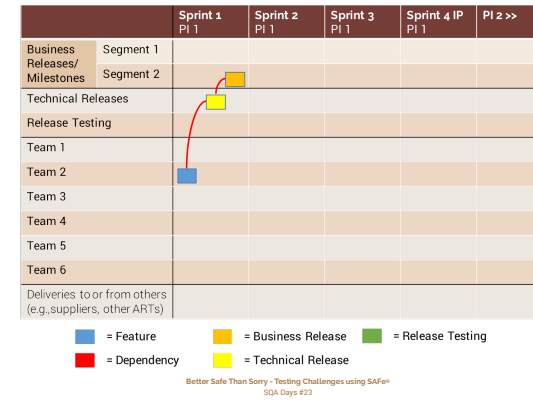 Sprint 1 Sprint 2 Sprint 3 Sprint 4 IP PI 2 >>
PI 1 PI 1 PI 1 PI 1
Business Releases/ Milestones
Segment 1
Segment 2
Technical Releases
Release Testing
Team 1
Team 2
Team 3
Team 4
Team 5
Team 6
Deliveries to or from others
(e.g.,suppliers, other ARTs)
= Feature = Business Release = Release Testing
= Dependency = Technical Release
Better Safe Than Sorry - Testing Challenges using SAFe®
SQA Days #23